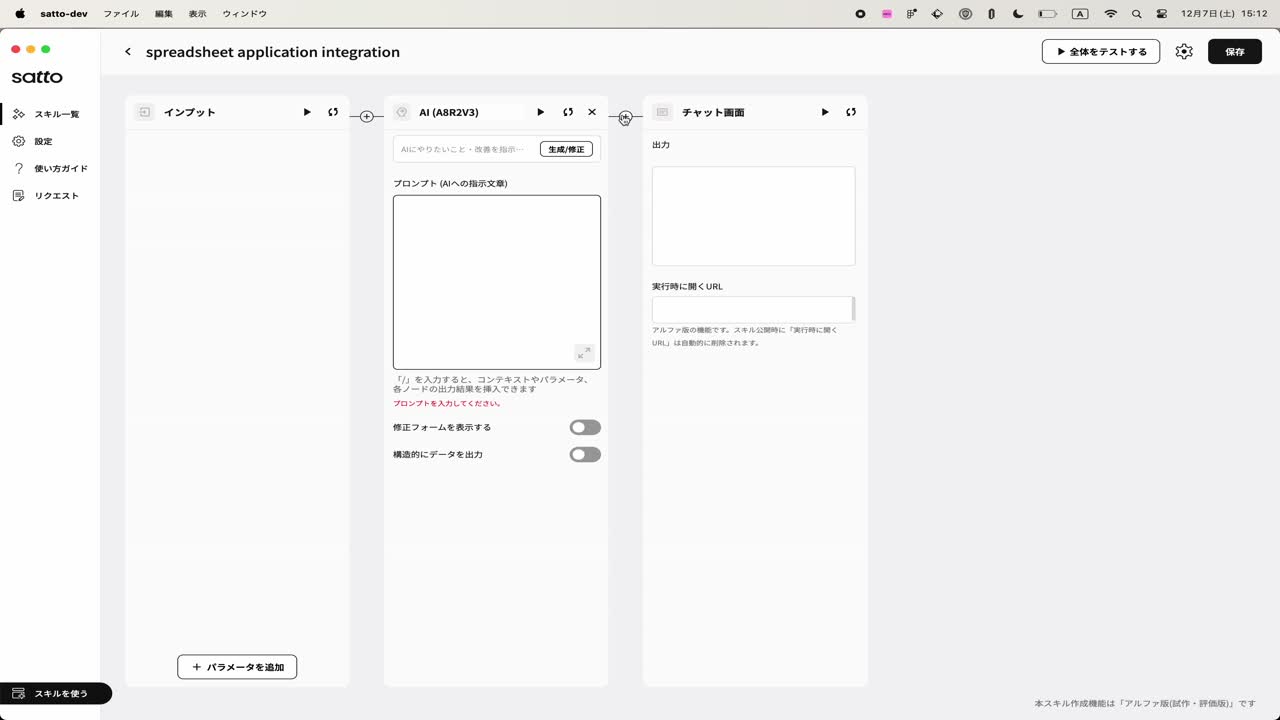 satto-dev ファイル 編集 表示 ウィンドウ
A 12月7日(土) 15:12
satto
スキル一覧
設定
使い方ガイド
リクエスト
スキルを使う
spreadsheet application integration
全体をテストする
保存
インプット
パラメータを追加
AI (A8R2V3)
AIにやりたいこと・改善を指示…
生成/修正
プロンプト (AIへの指示文章)
「/」を入力すると、コンテキストやパラメータ、
各ノードの出力結果を挿入できます
プロンプトを入力してください。
修正フォームを表示する
構造的にデータを出力
チャット画面
出力
実行時に開くURL
アルファ版の機能です。スキル公開時に「実行時に開く
URL」は自動的に削除されます。
本スキル作成機能は「アルファ版(試作・評価版)」です